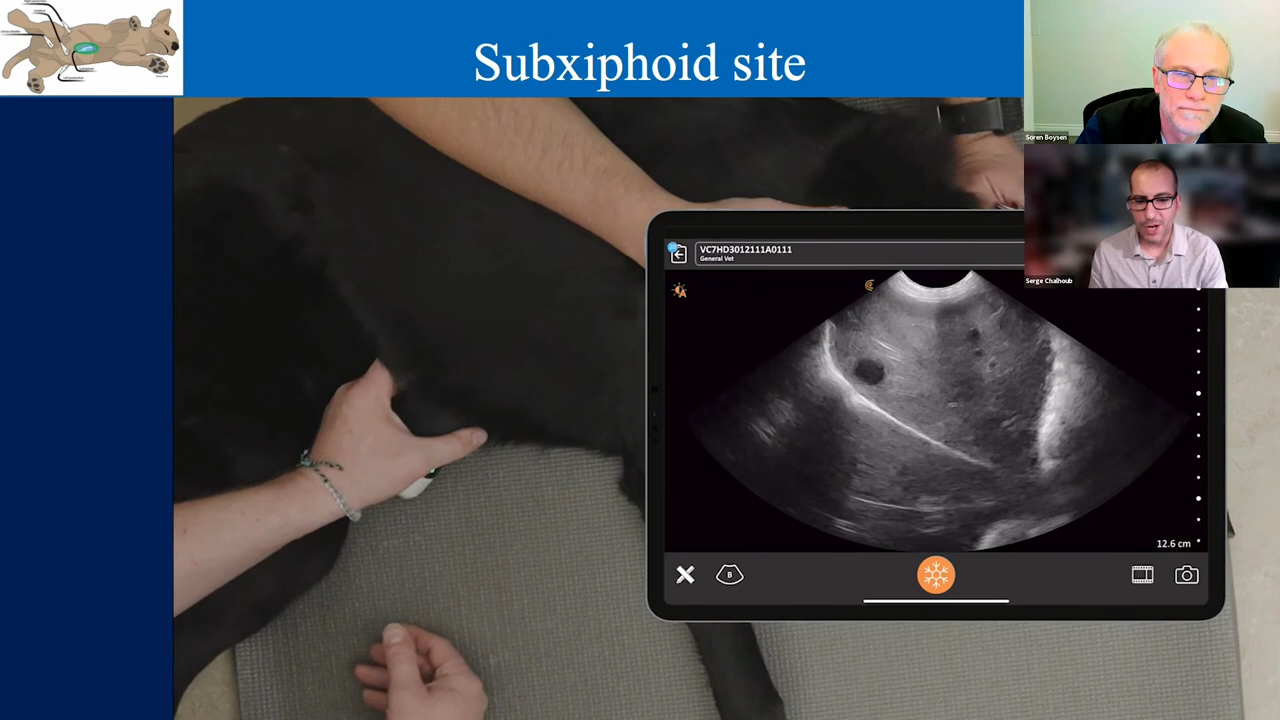 Subxiphoid site
Soren Boysen
VC7HD3012111A0111
General Vet
Serge Chalhoub
12.6 cm
B